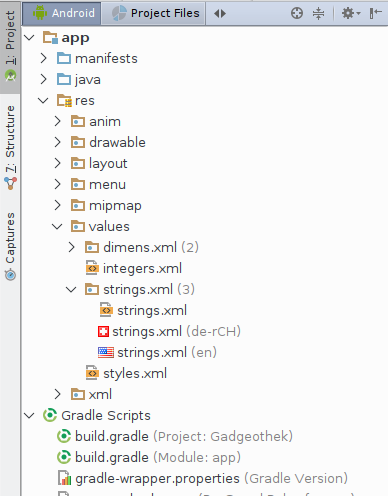 Android
Project Files
1: Project
7: Structure
Captures
app
manifests
java
res
anim
drawable
layout
menu
mipmap
values
dimens.xml (2)
integers.xml
strings.xml (3)
strings.xml
strings.xml (de-rCH)
strings.xml (en)
styles.xml
xml
Gradle Scripts
build.gradle (Project: Gadgeothek)
build.gradle (Module: app)
gradle-wrapper.properties (Gradle Version)